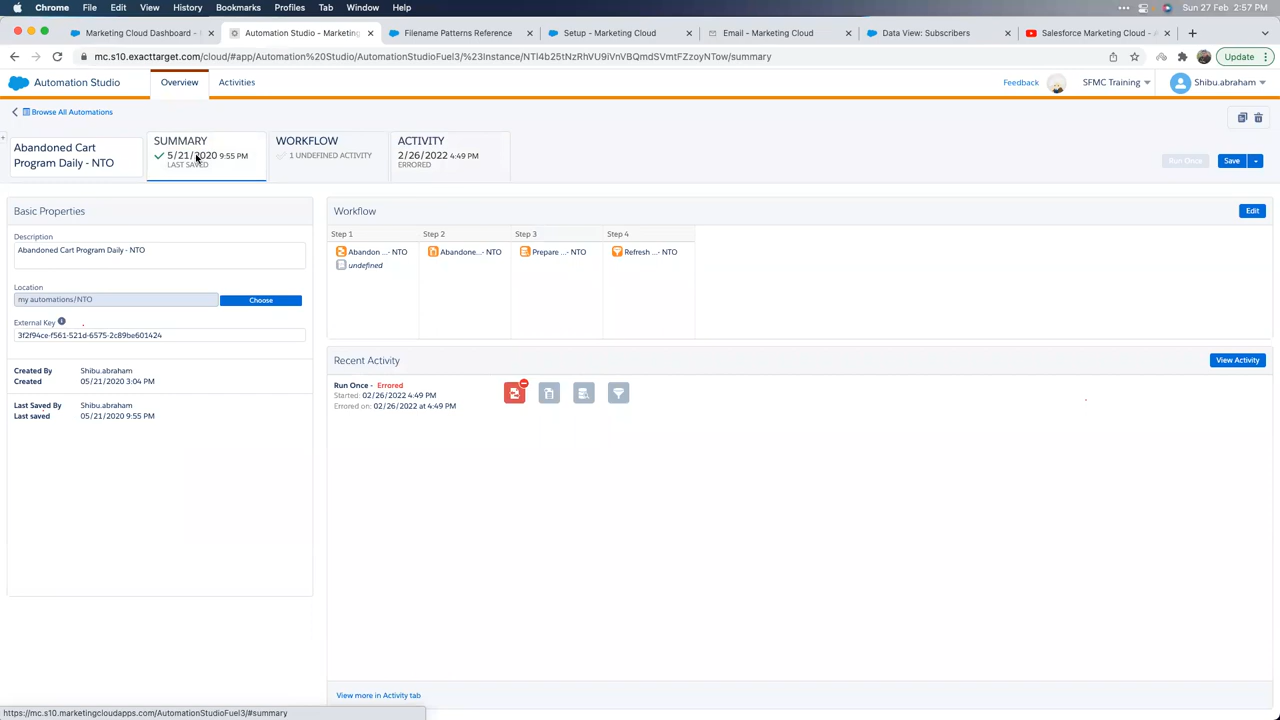 Chrome File Edit View History Bookmarks Profiles Tab Window Help Sun 27 Feb 2:57 PM
Marketing Cloud Dashboard - Automation Studio - Marketing Filename Patterns Reference Setup - Marketing Cloud Email - Marketing Cloud Data View: Subscribers Salesforce Marketing Cloud - A
mc.s10.exacttarget.com/cloud/#app/Automation%20Studio/AutomationStudioFuel3/%23Instance/NTI4b25tNzRhVU9iVnVBQmdSVmtFZzoyNTow/summary Update
Automation Studio Overview Activities Feedback SFMC Training Shibu.abraham
Browse All Automations
Abandoned Cart
Program Daily - NTO
SUMMARY
5/21/2020 9:55 PM
LAST SAVED
WORKFLOW
1 UNDEFINED ACTIVITY
ACTIVITY
2/26/2022 4:49 PM
ERRORED
Run Once Save
Basic Properties
Description
Abandoned Cart Program Daily - NTO
Location
my automations/NTO Choose
External Key
3f2f94ce-f561-521d-6575-2c89be601424
Created By Shibu.abraham
Created 05/21/2020 3:04 PM
Last Saved By Shibu.abraham
Last saved 05/21/2020 9:55 PM
Workflow Edit
Step 1 Step 2 Step 3 Step 4
Abandon ...- NTO Abandone...- NTO Prepare ...- NTO Refresh ...- NTO
undefined
Recent Activity View Activity
Run Once - Errored
Started: 02/26/2022 4:49 PM
Errored on: 02/26/2022 at 4:49 PM
View more in Activity tab
https://mc.s10.marketingcloudapps.com/AutomationStudioFuel3/#summary